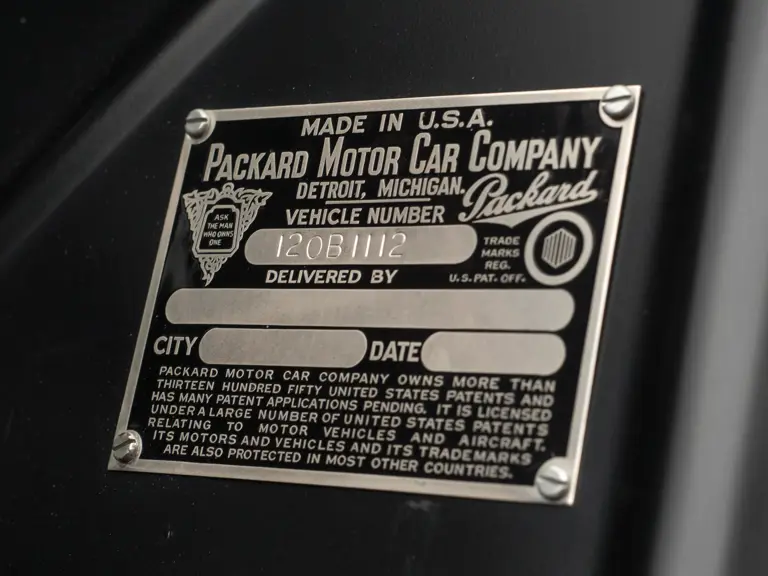 MADE IN U.S.A.
PACKARD MOTOR CAR COMPANY
DETROIT, MICHIGAN.
Packard
ASK
THE MAN
WHO OWNS
ONE
VEHICLE NUMBER
120B1112
TRADE
MARKS
REG.
U.S. PAT. OFF.
DELIVERED BY
CITY DATE
PACKARD MOTOR CAR COMPANY OWNS MORE THAN
THIRTEEN HUNDRED FIFTY UNITED STATES PATENTS AND
HAS MANY PATENT APPLICATIONS PENDING. IT IS LICENSED
UNDER A LARGE NUMBER OF UNITED STATES PATENTS
RELATING TO MOTOR VEHICLES AND AIRCRAFT.
ITS MOTORS AND VEHICLES AND ITS TRADEMARKS
ARE ALSO PROTECTED IN MOST OTHER COUNTRIES.